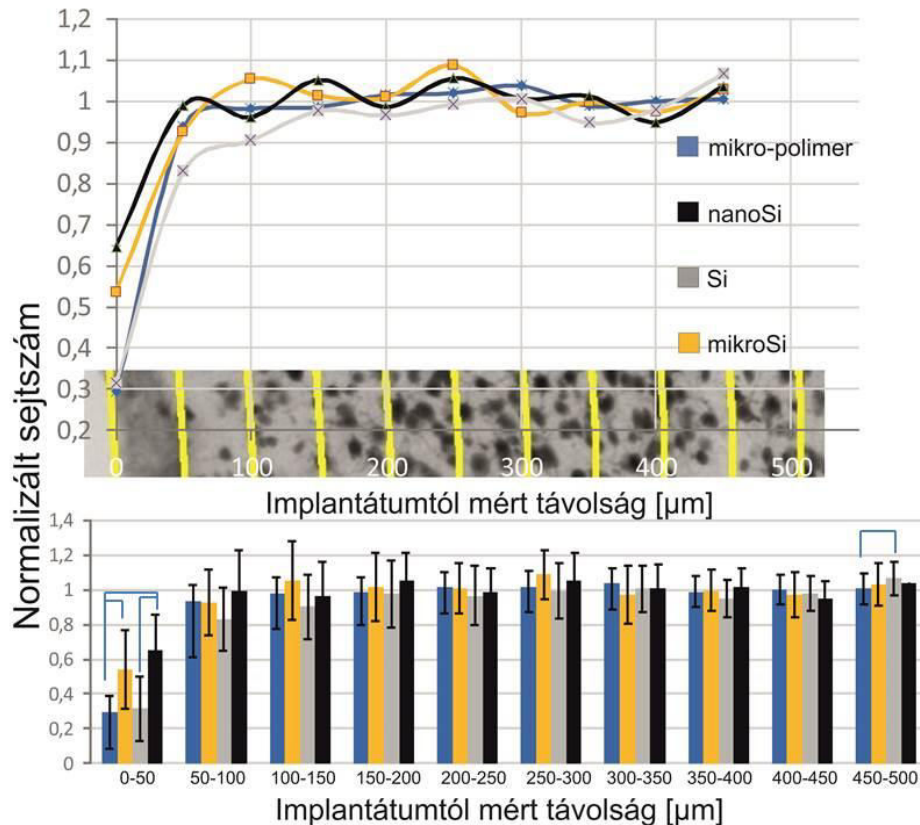 1,2
1,1
1
0,9
0,8
0,7
0,6
0,5
0,4
0,3
0,2
mikro-polimer
nanoSi
Si
mikroSi
0 100 200 300 400 500
Implantátumtól mért távolság [µm]
Normalizált sejtszám
1,4
1,2
1
0,8
0,6
0,4
0,2
0
0-50 50-100 100-150 150-200 200-250 250-300 300-350 350-400 400-450 450-500
Implantátumtól mért távolság [µm]